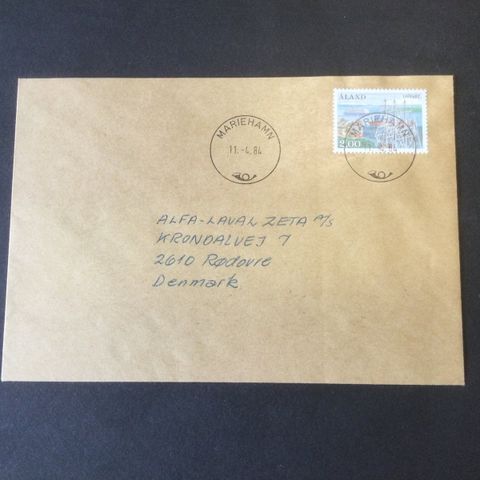 ÅLAND
2.00
MARIEHAMN
MARIEHAMN
11.-4.84
ALFA-LAVAL ZETA A/S
KRONDALVEJ 7
2610 Rødovre
Denmark